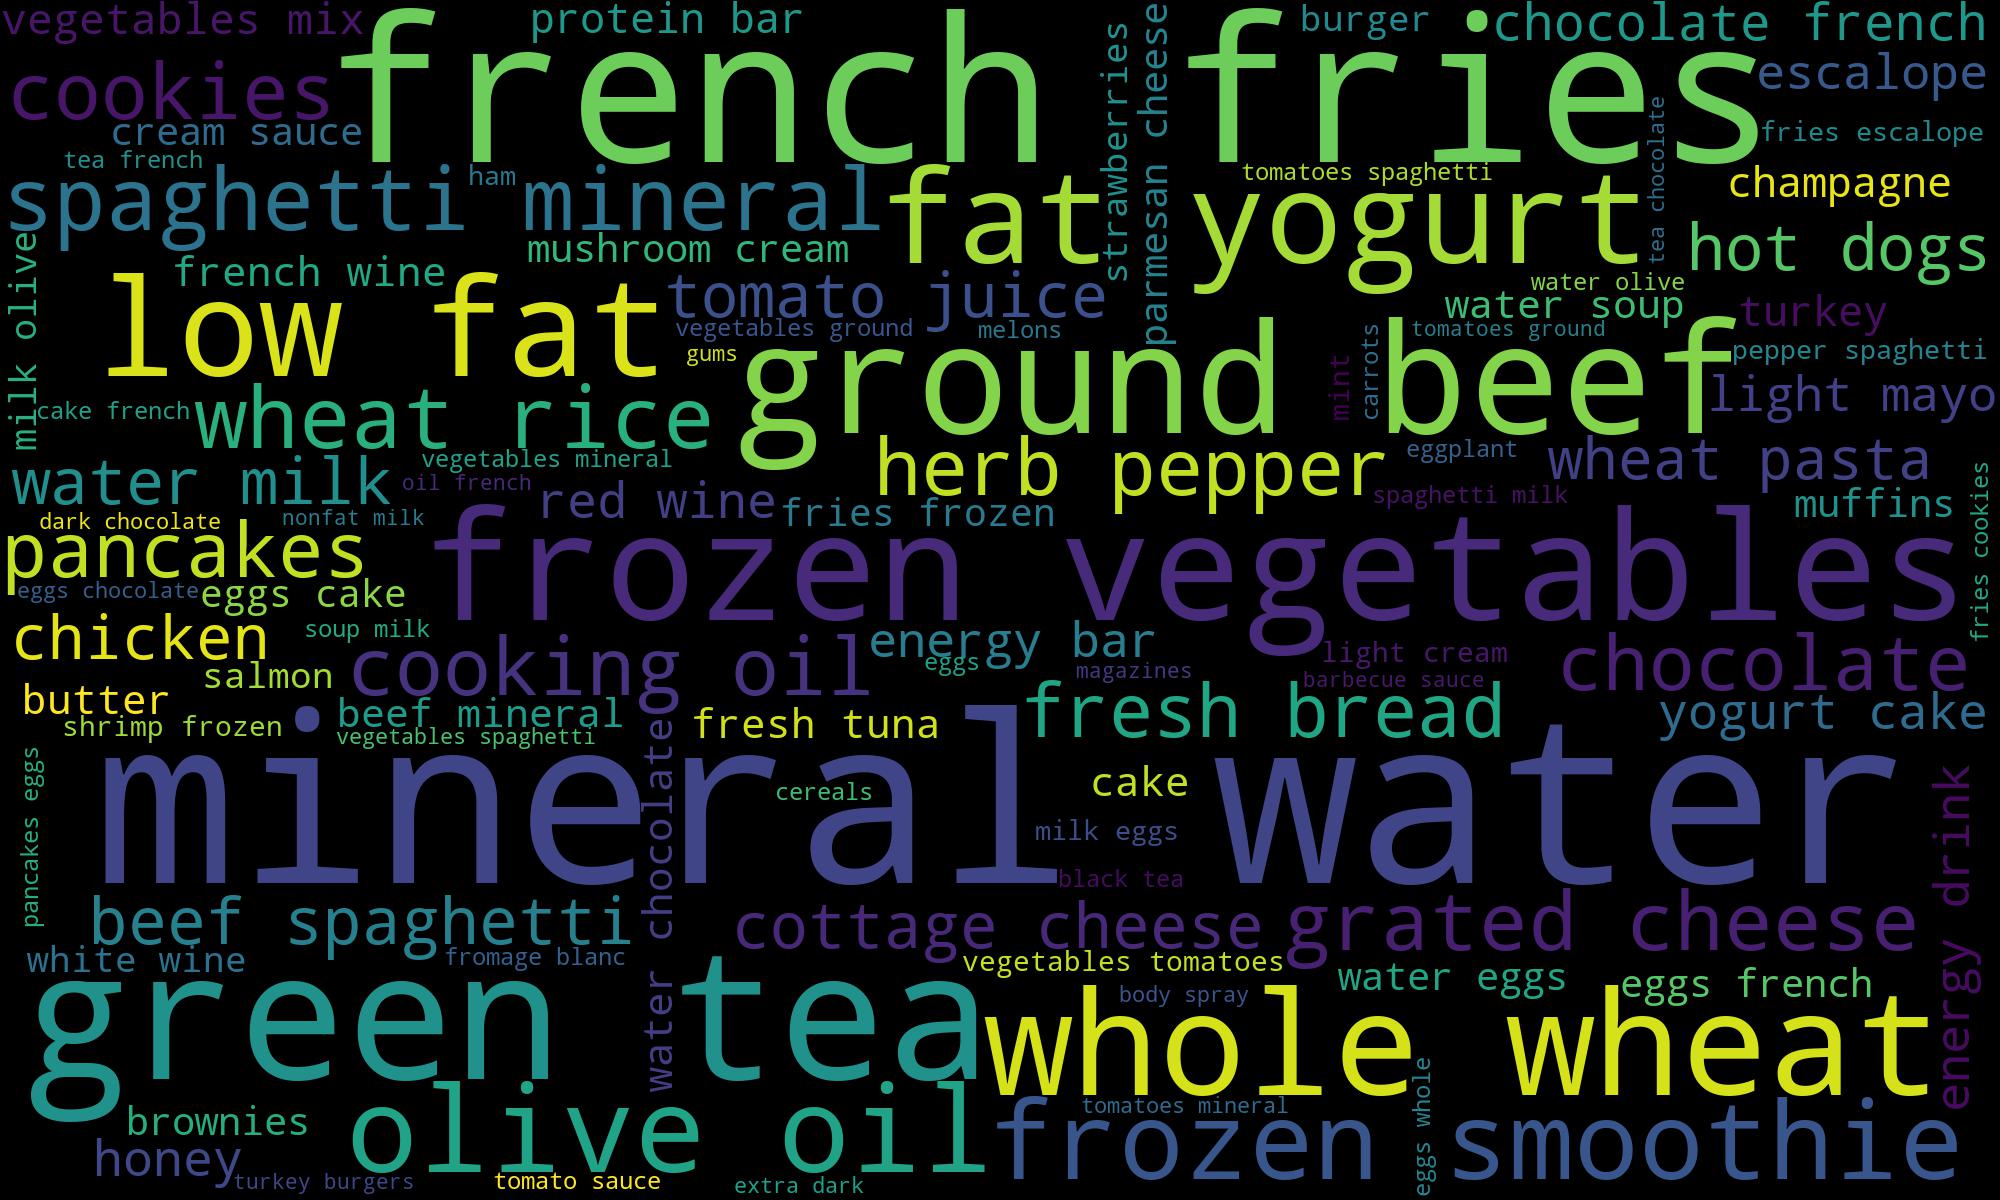 vegetables mix
protein bar
burger
chocolate french
french fries
cookies
escalope
cream sauce
fries escalope
tea french
strawberries
parmesan cheese
tea chocolate
spaghetti mineral
ham
fat yogurt
tomatoes spaghetti
champagne
milk olive
mushroom cream
hot dogs
french wine
low fat
tomato juice
water olive
water soup
turkey
vegetables ground
melons
tomatoes ground
gums
ground beef
mint
carrots
pepper spaghetti
cake french
wheat rice
light mayo
water milk
vegetables mineral
herb pepper
eggplant
wheat pasta
oil french
red wine
spaghetti milk
fries frozen
muffins
fries cookies
dark chocolate
nonfat milk
pancakes
frozen vegetables
eggs chocolate
eggs cake
chicken
soup milk
energy bar
light cream
chocolate
salmon
cooking oil
eggs
magazines
barbecue sauce
butter
shrimp frozen
beef mineral
vegetables spaghetti
fresh tuna
fresh bread
yogurt cake
pancakes eggs
mineral water
water chocolate
cereals
cake
milk eggs
black tea
energy drink
beef spaghetti
cottage cheese
grated cheese
white wine
fromage blanc
vegetables tomatoes
water eggs
eggs french
green tea
body spray
whole wheat
brownies
olive oil
tomatoes mineral
eggs whole
frozen smoothie
honey
turkey burgers
tomato sauce
extra dark